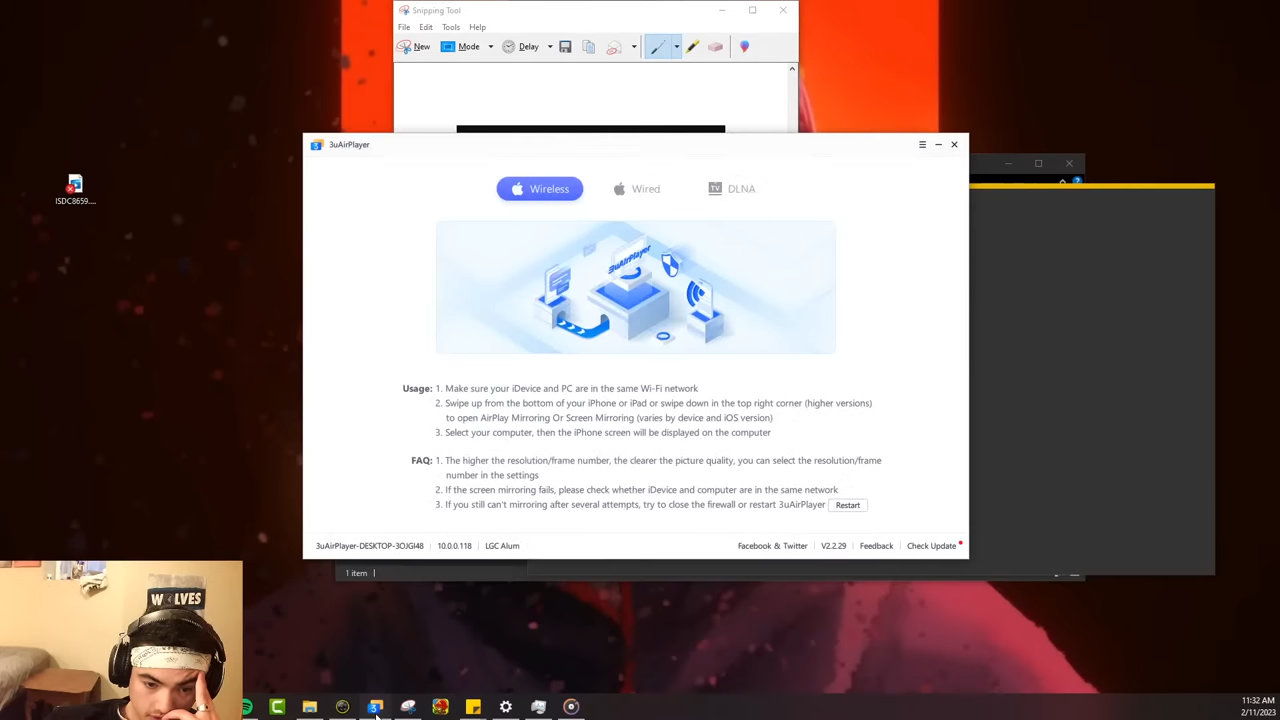 Snipping Tool
File Edit Tools Help
New Mode Delay
3uAirPlayer
Wireless Wired TV DLNA
3uAirPlayer
ISDC8659....
Usage: 1. Make sure your iDevice and PC are in the same Wi-Fi network
2. Swipe up from the bottom of your iPhone or iPad or swipe down in the top right corner (higher versions)
to open AirPlay Mirroring Or Screen Mirroring (varies by device and iOS version)
3. Select your computer, then the iPhone screen will be displayed on the computer
FAQ: 1. The higher the resolution/frame number, the clearer the picture quality, you can select the resolution/frame
number in the settings
2. If the screen mirroring fails, please check whether iDevice and computer are in the same network
3. If you still can't mirroring after several attempts, try to close the firewall or restart 3uAirPlayer Restart
3uAirPlayer-DESKTOP-3OJGI48 10.0.0.118 LGC Alum Facebook & Twitter V2.2.29 Feedback Check Update
1 item
WOLVES
11:32 AM
2/11/2023